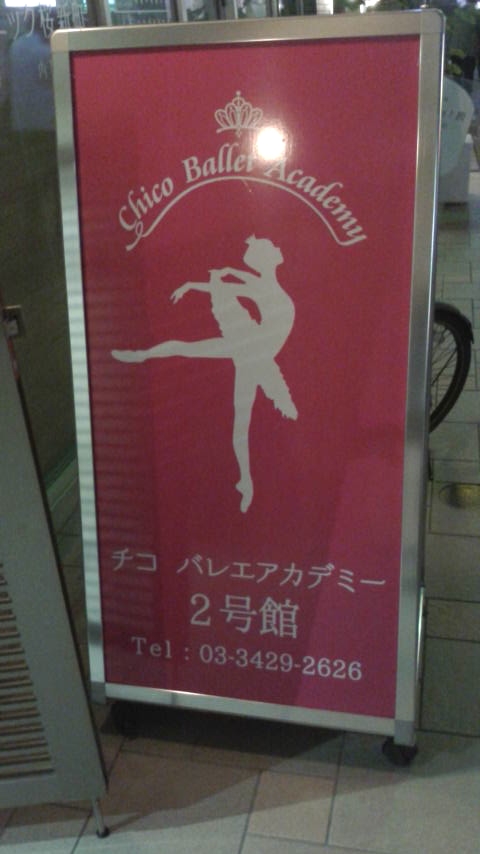 Chico Ballet Academy
チコ バレエアカデミー
2号館
Tel : 03-3429-2626